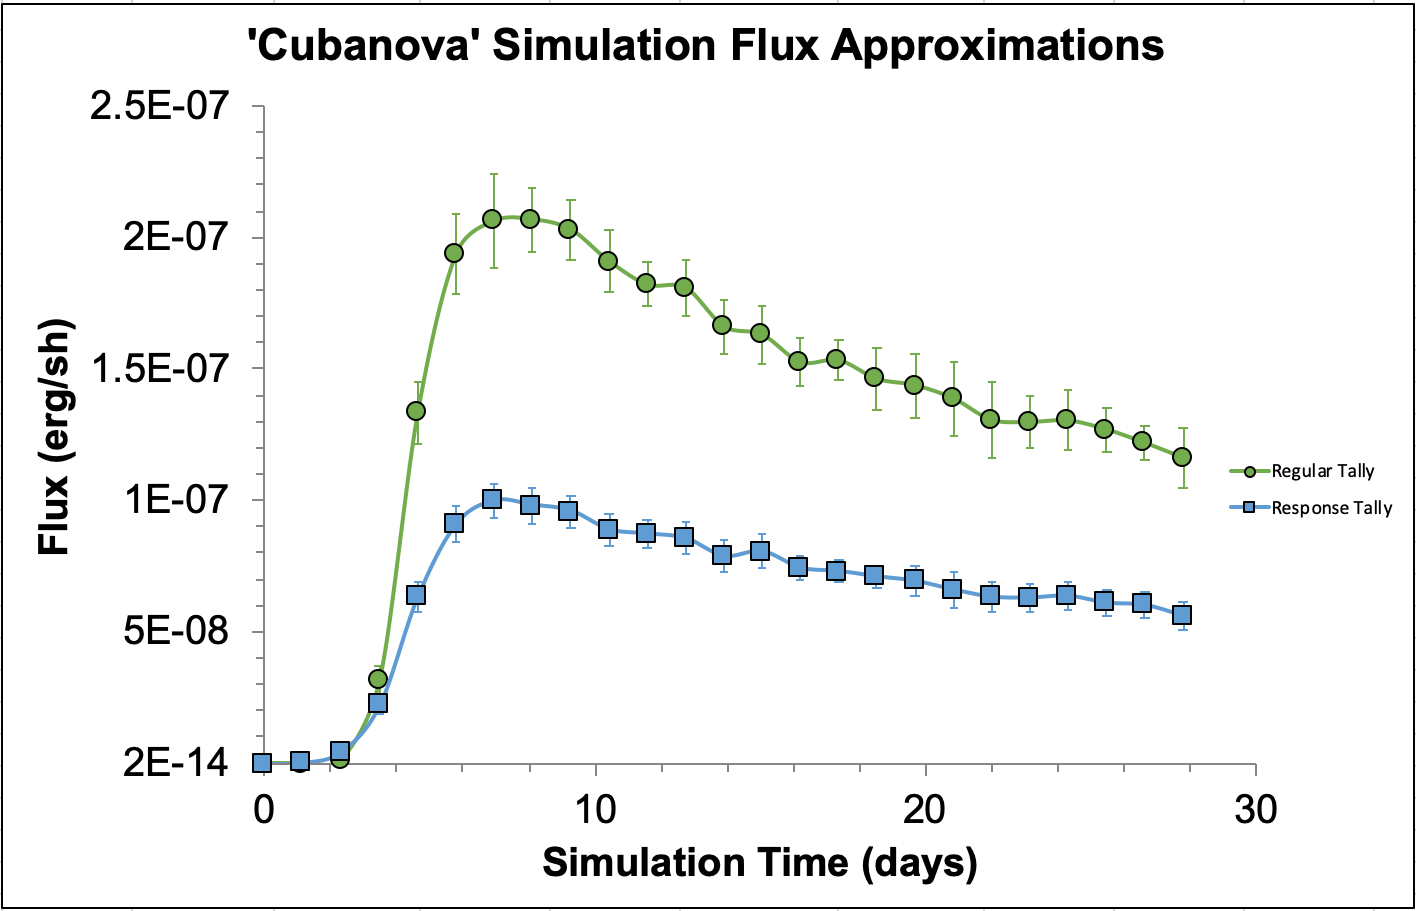 'Cubanova' Simulation Flux Approximations
2.5E-07
2E-07
1.5E-07
1E-07
5E-08
2E-14
Flux (erg/sh)
Regular Tally
Response Tally
0 10 20 30
Simulation Time (days)